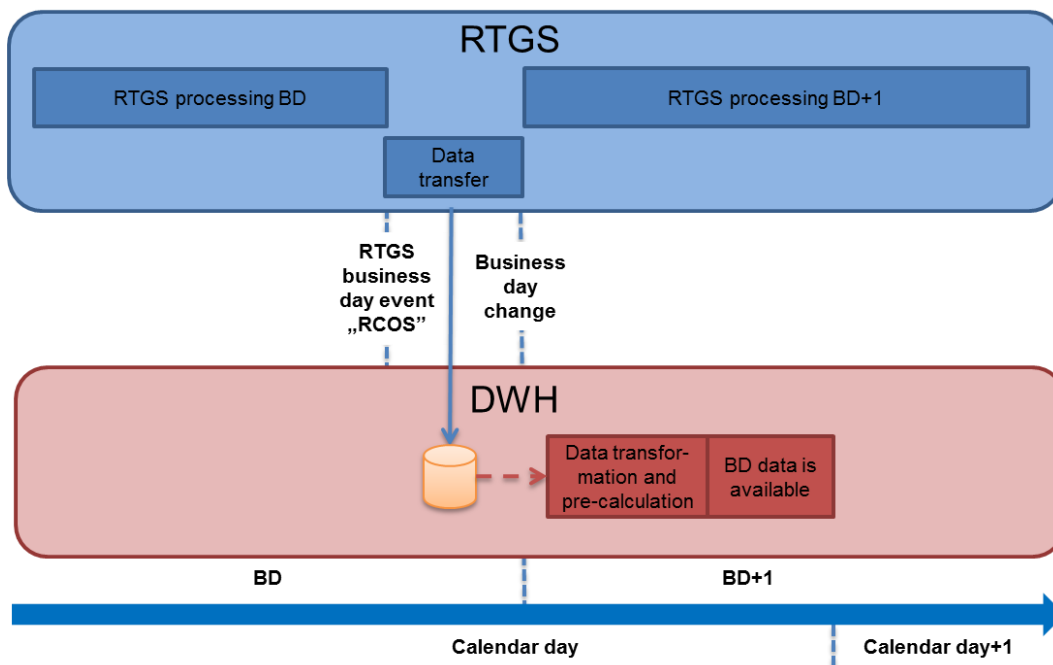 RTGS
RTGS processing BD
RTGS processing BD+1
Data
transfer
RTGS
business
day event
„RCOS”
Business
day
change
DWH
Data transfor-
mation and
pre-calculation
BD data is
available
BD
BD+1
Calendar day
Calendar day+1